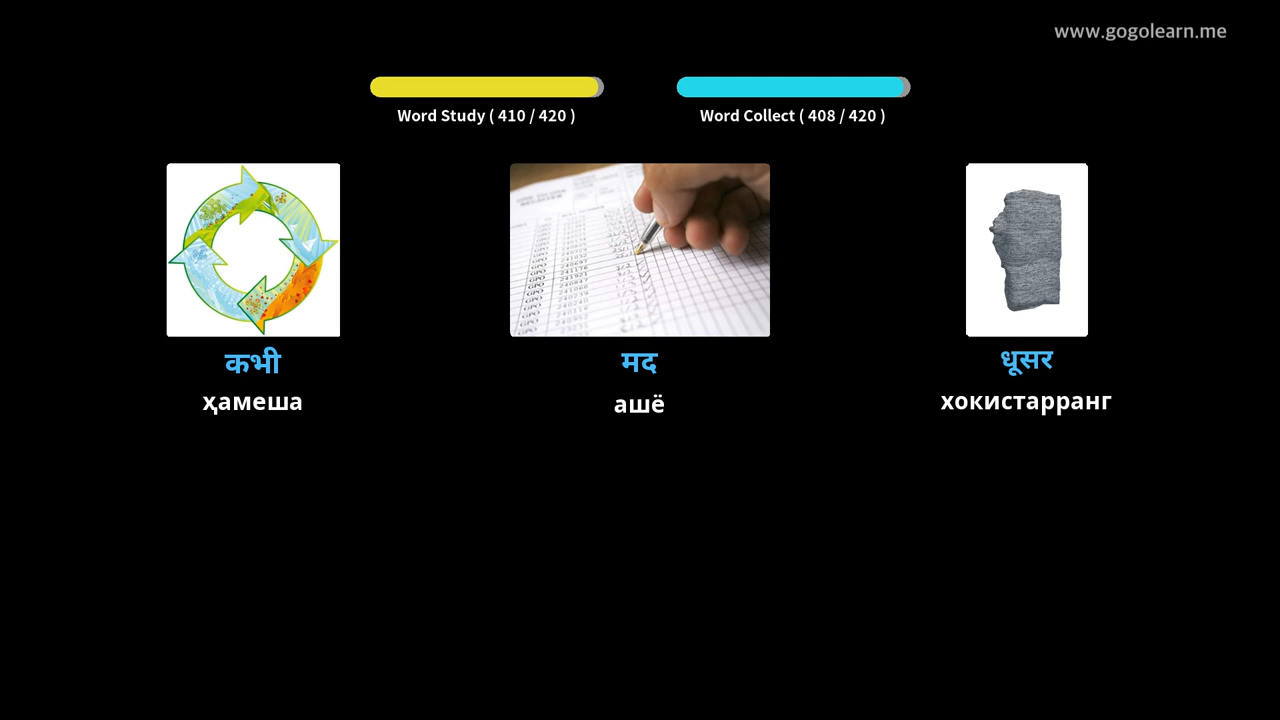 www.gogolearn.me
Word Study ( 410 / 420 )
Word Collect ( 408 / 420 )
कभी
मद
धूसर
ҳамеша
ашё
хокистарранг